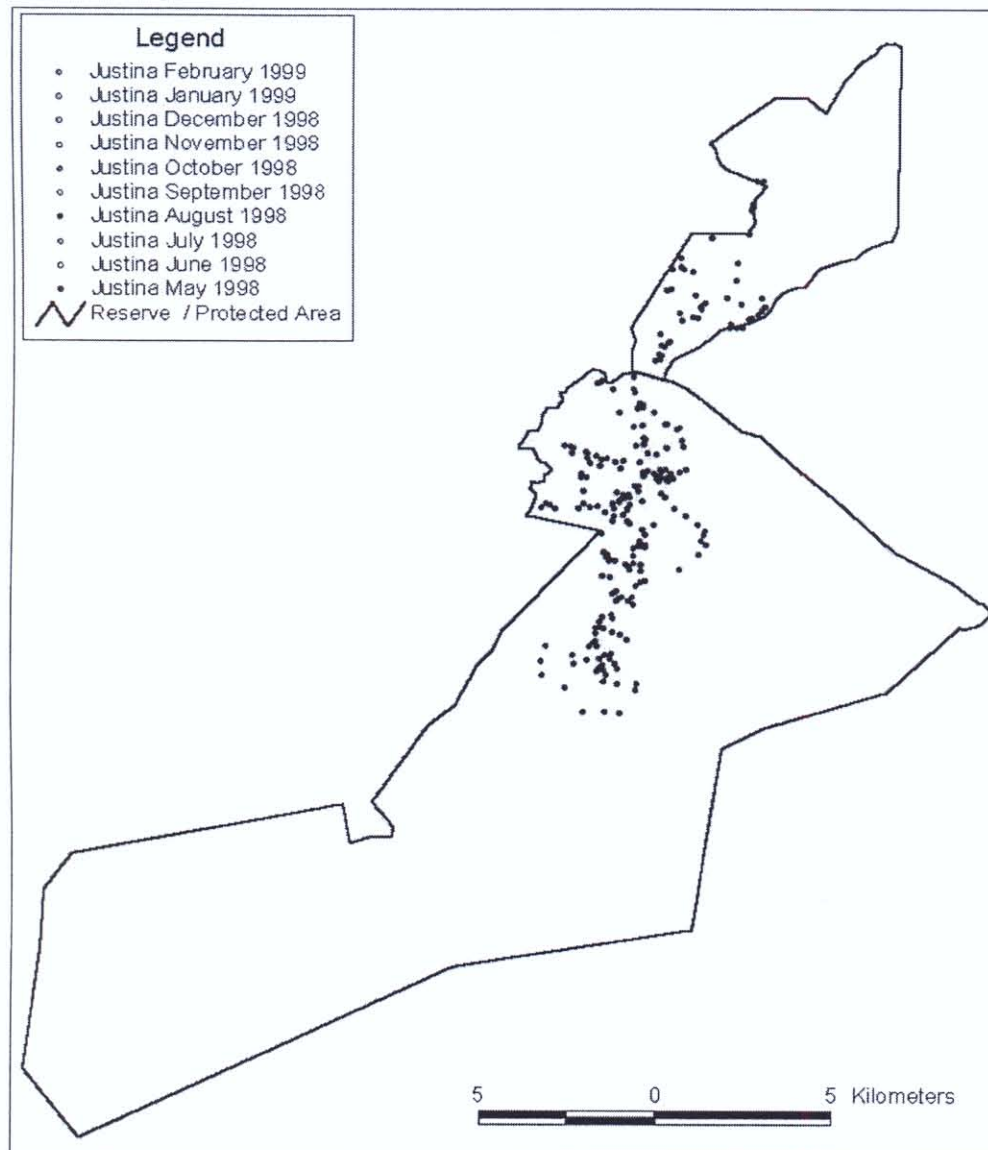 Legend
Justina February 1999
Justina January 1999
Justina December 1998
Justina November 1998
Justina October 1998
Justina September 1998
Justina August 1998
Justina July 1998
Justina June 1998
Justina May 1998
Reserve / Protected Area
5 0 5 Kilometers